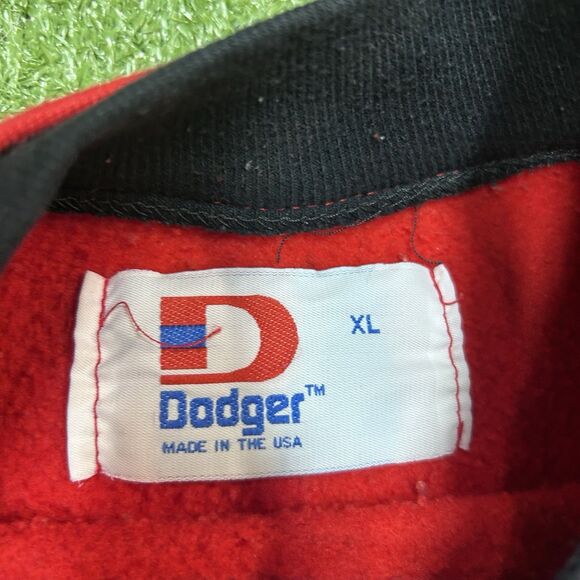 D
XL
Dodger™
MADE IN THE USA